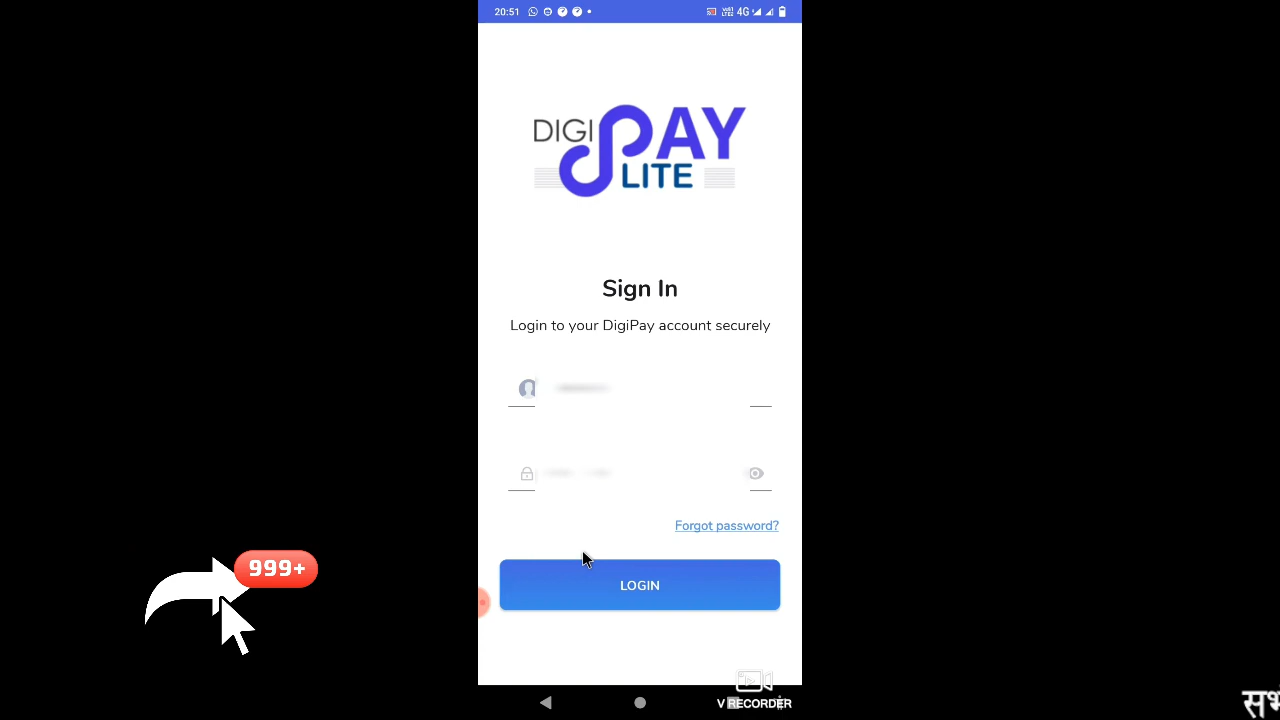 20:51
4G
DIGI PAY
LITE
Sign In
Login to your DigiPay account securely
Forgot password?
LOGIN
999+
V RECORDER